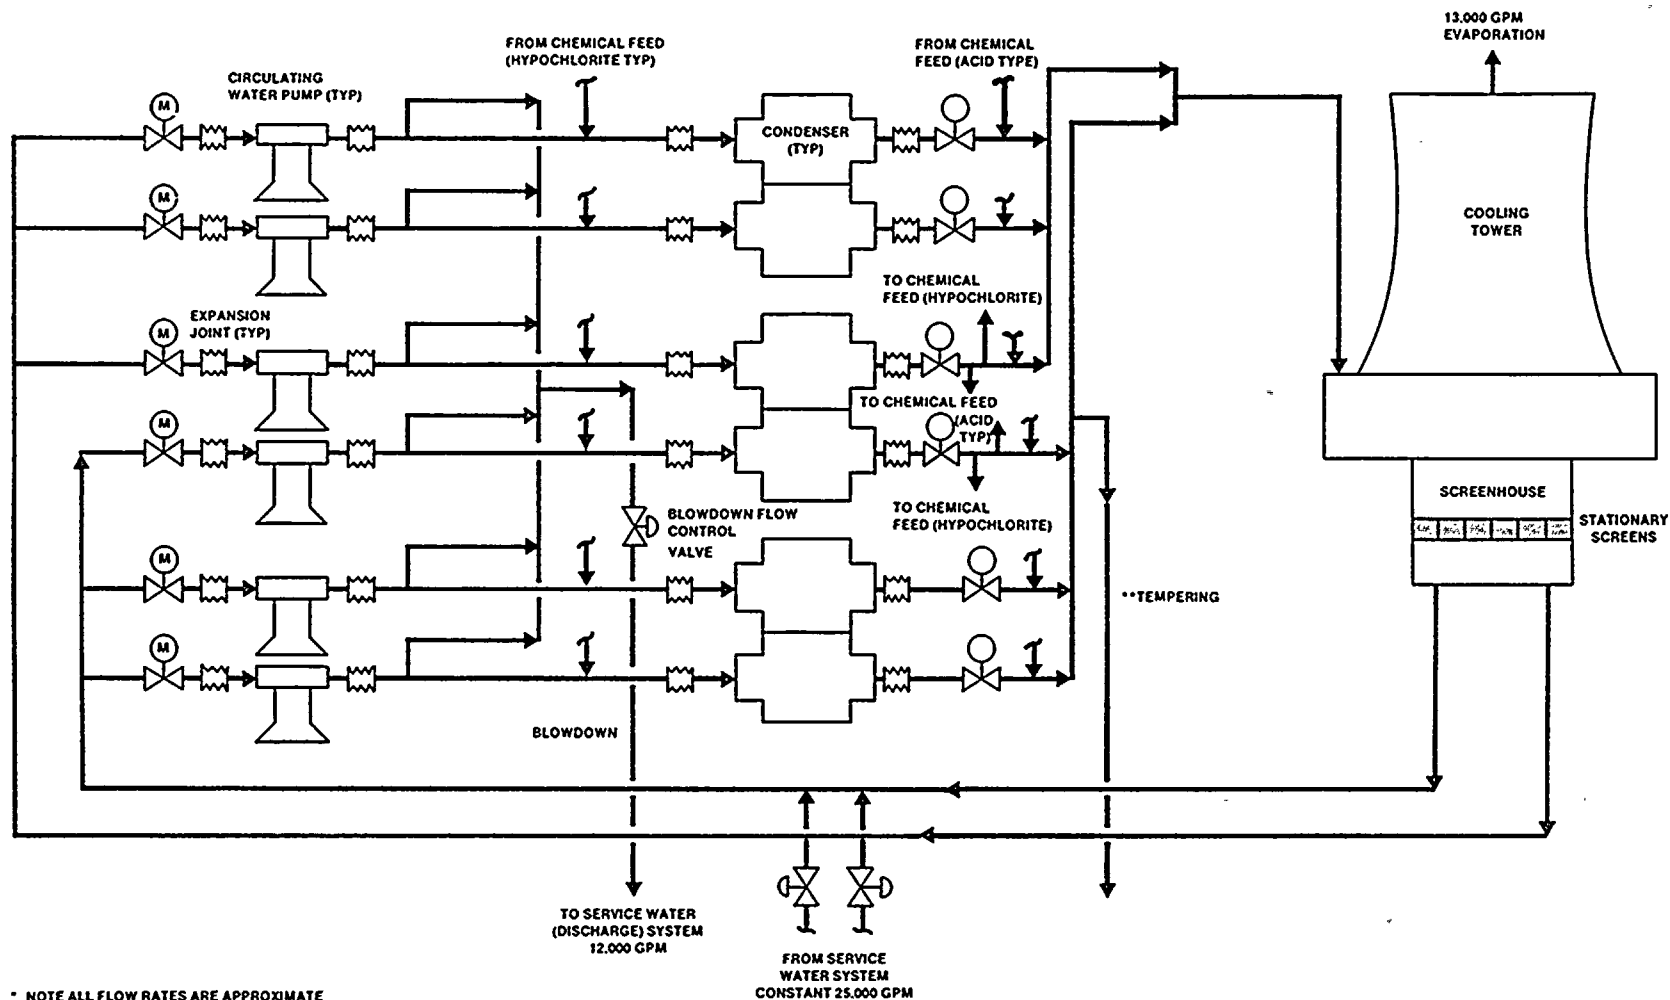 13,000 GPM
EVAPORATION
FROM CHEMICAL FEED
(HYPOCHLORITE TYP)
FROM CHEMICAL
FEED (ACID TYPE)
CIRCULATING
WATER PUMP (TYP)
M
CONDENSER
(TYP)
M
COOLING
TOWER
TO CHEMICAL
FEED (HYPOCHLORITE)
EXPANSION
JOINT (TYP)
M
TO CHEMICAL FEED
(ACID
TYP)
M
SCREENHOUSE
STATIONARY
SCREENS
TO CHEMICAL
FEED (HYPOCHLORITE)
BLOWDOWN FLOW
CONTROL
VALVE
M
**TEMPERING
M
BLOWDOWN
TO SERVICE WATER
(DISCHARGE) SYSTEM
12,000 GPM
FROM SERVICE
WATER SYSTEM
CONSTANT 25,000 GPM
* NOTE ALL FLOW RATES ARE APPROXIMATE